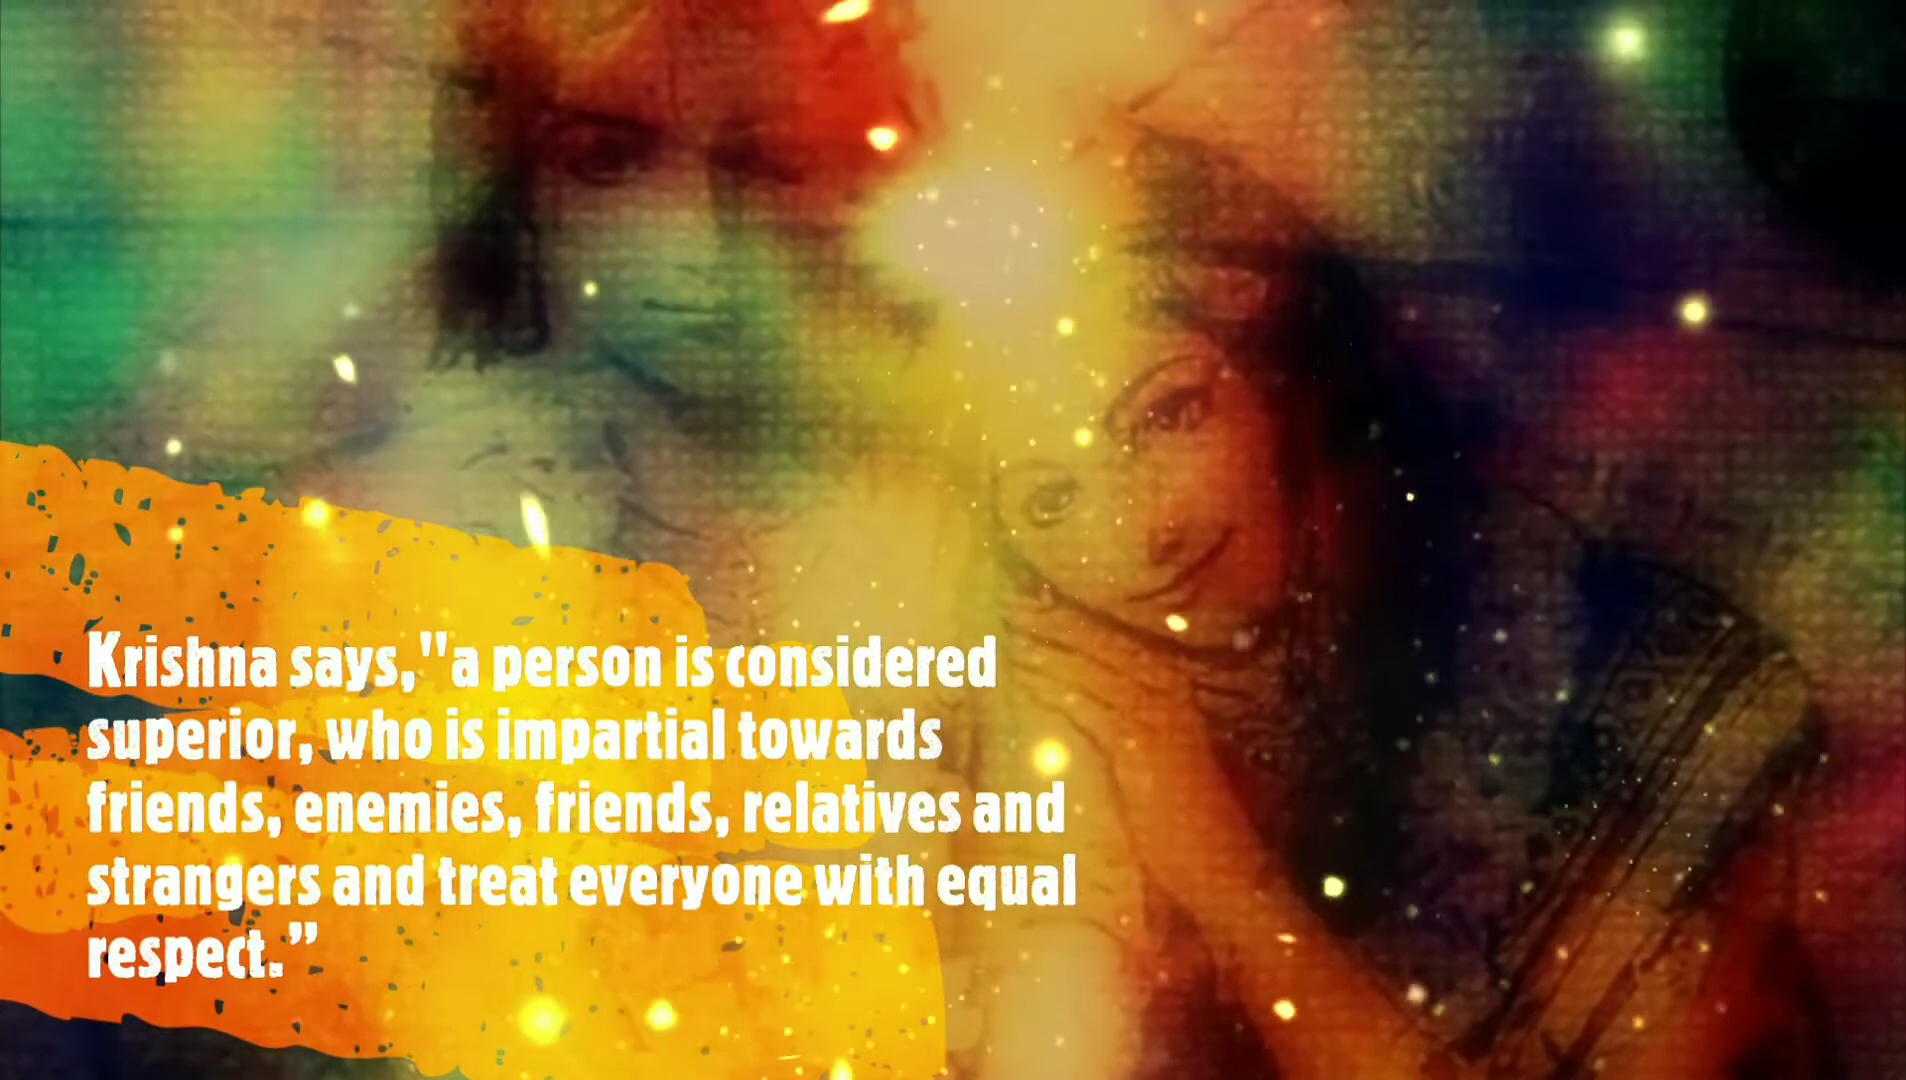 Krishna says,"a person is considered
superior, who is impartial towards
friends, enemies, friends, relatives and
strangers and treat everyone with equal
respect.”